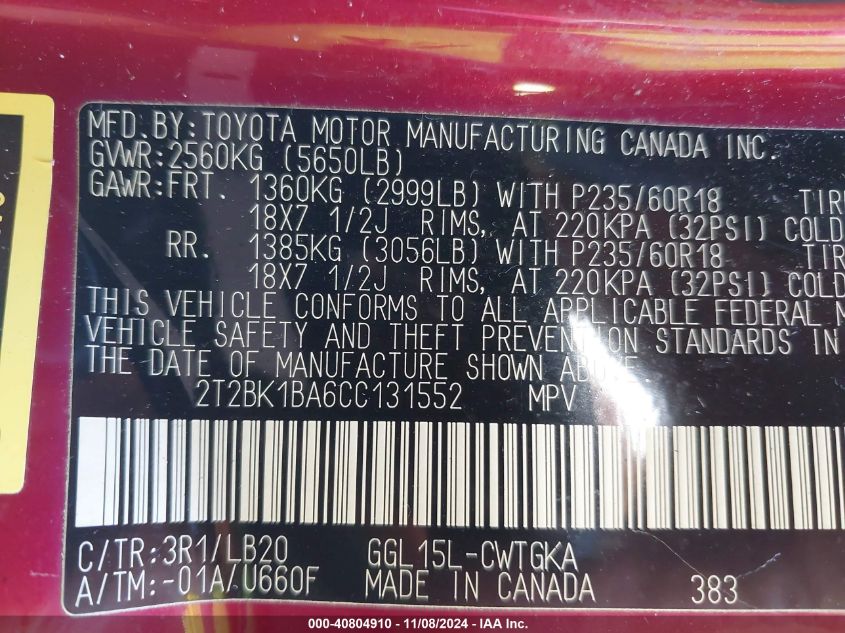 MFD. BY: TOYOTA MOTOR MANUFACTURING CANADA INC.
GVWR: 2560KG (5650LB)
GAWR: FRT. 1360KG (2999LB) WITH P235/60R18
18X7 1/2J RIMS, AT 220KPA (32PSI) COLD
RR. 1385KG (3056LB) WITH P235/60R18
18X7 1/2J RIMS, AT 220KPA (32PSI) COLD
THIS VEHICLE CONFORMS TO ALL APPLICABLE FEDERAL
VEHICLE SAFETY AND THEFT PREVENTION STANDARDS IN
THE DATE OF MANUFACTURE SHOWN ABOVE.
2T2BK1BA6CC131552 MPV
C/TR: 3R1/LB20 GGL15L-CWTGKA
A/TM: -01A/U660F MADE IN CANADA 383
000-40804910 - 11/08/2024 - IAA Inc.